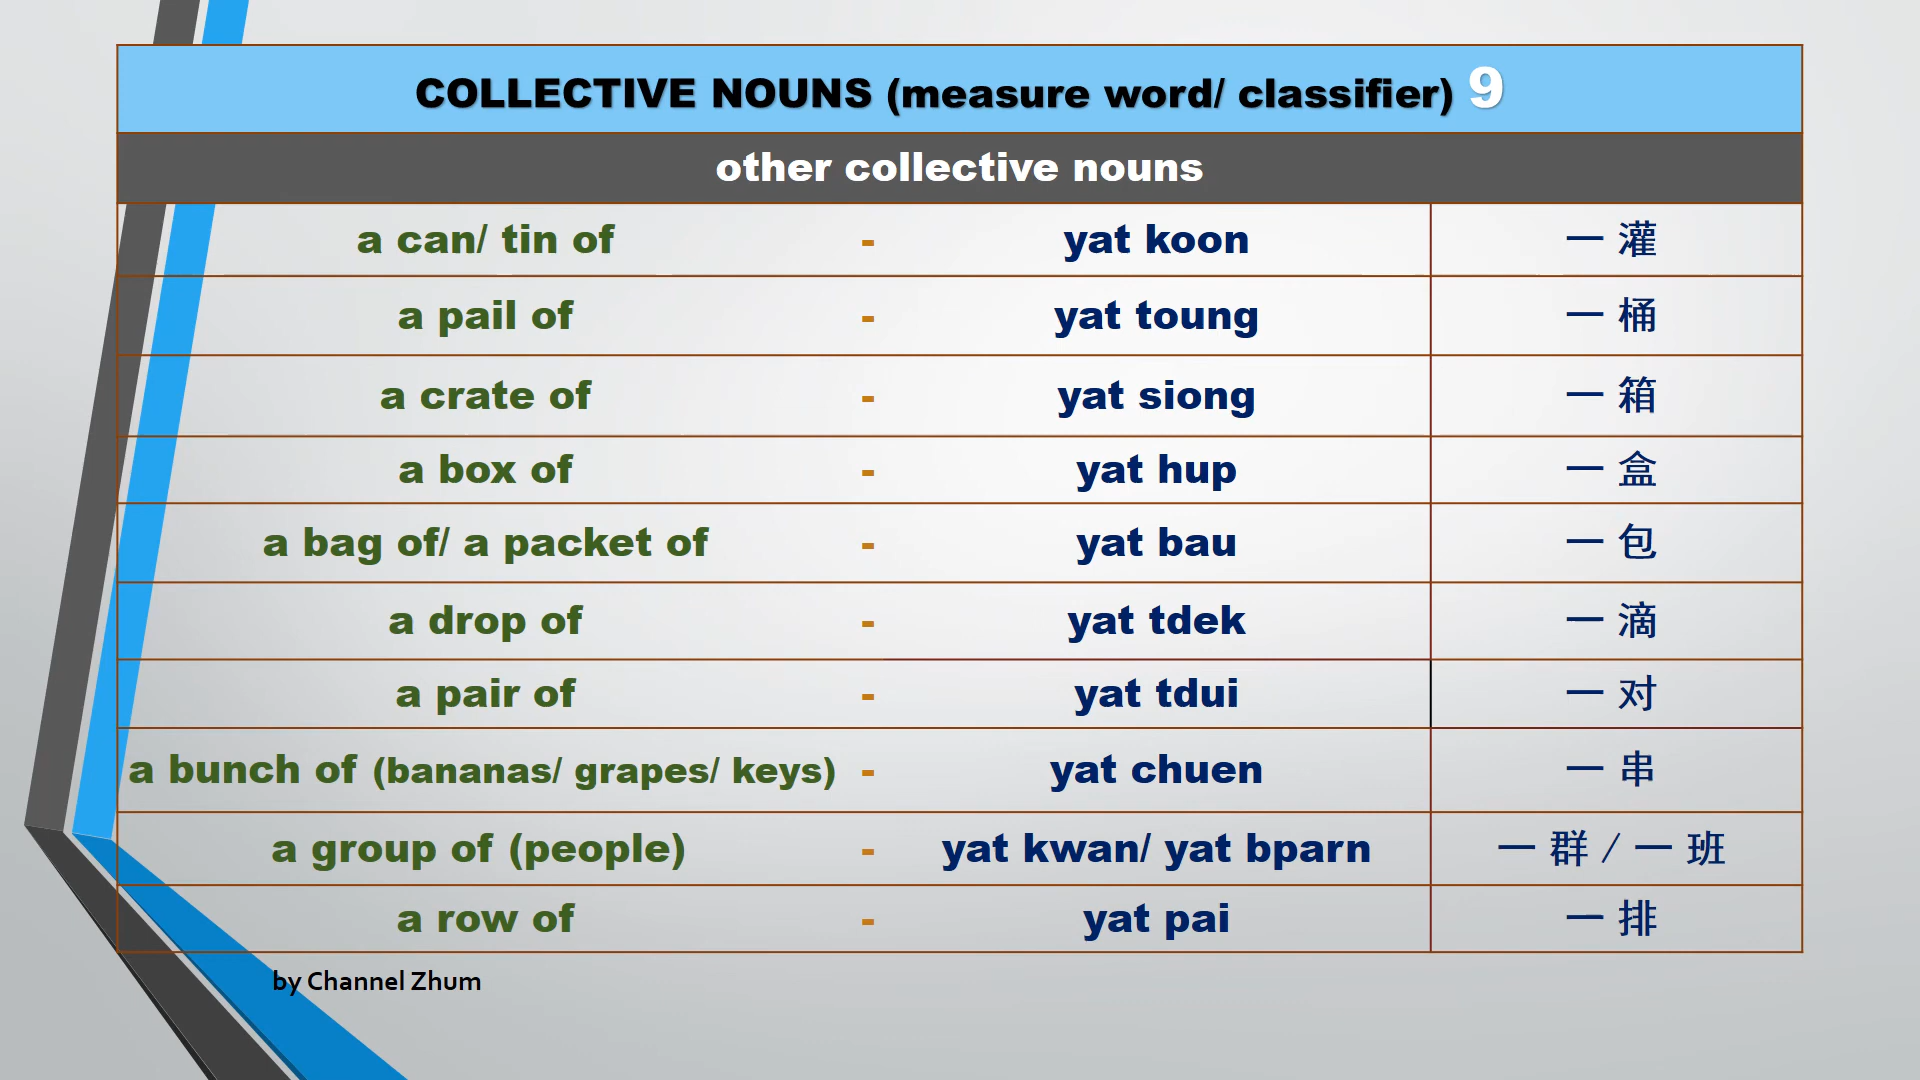 COLLECTIVE NOUNS (measure word/ classifier) 9
other collective nouns
a can/ tin of - yat koon 一 灌
a pail of - yat toung 一 桶
a crate of - yat siong 一 箱
a box of - yat hup 一 盒
a bag of/ a packet of - yat bau 一 包
a drop of - yat tdek 一 滴
a pair of - yat tdui 一 对
a bunch of (bananas/ grapes/ keys) - yat chuen 一 串
a group of (people) - yat kwan/ yat bparn 一 群 / 一 班
a row of - yat pai 一 排
by Channel Zhum